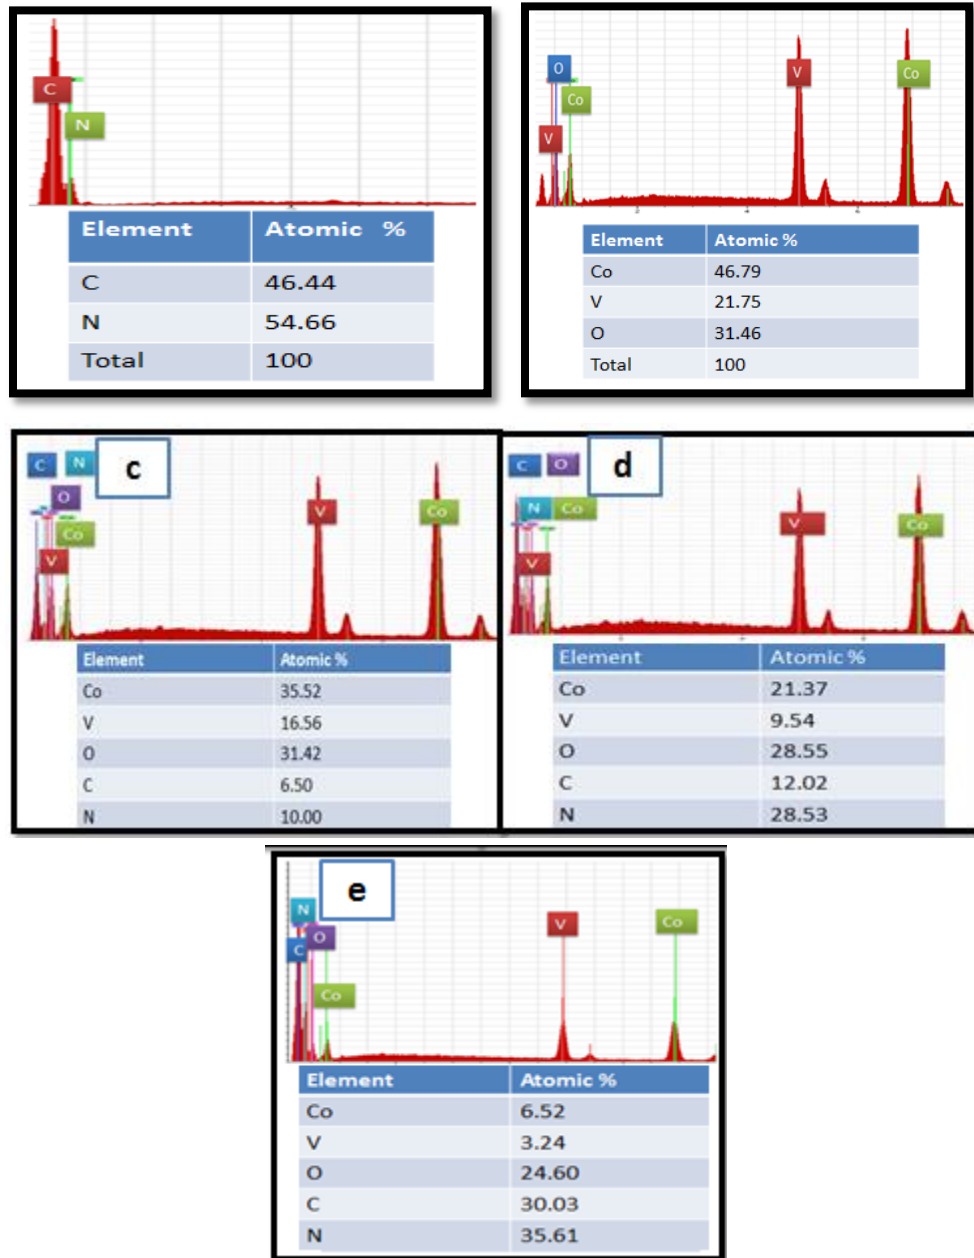 C
N
Element Atomic %
C 46.44
N 54.66
Total 100
O
V
Co
V
Co
2 4 6
Element Atomic %
Co 46.79
V 21.75
O 31.46
Total 100
c
C N
O
Co
V
V
Co
Element Atomic %
Co 35.52
V 16.56
O 31.42
C 6.50
N 10.00
d
C O
N Co
V
V
Co
Element Atomic %
Co 21.37
V 9.54
O 28.55
C 12.02
N 28.53
e
N
C
O
Co
V
Co
Element Atomic %
Co 6.52
V 3.24
O 24.60
C 30.03
N 35.61